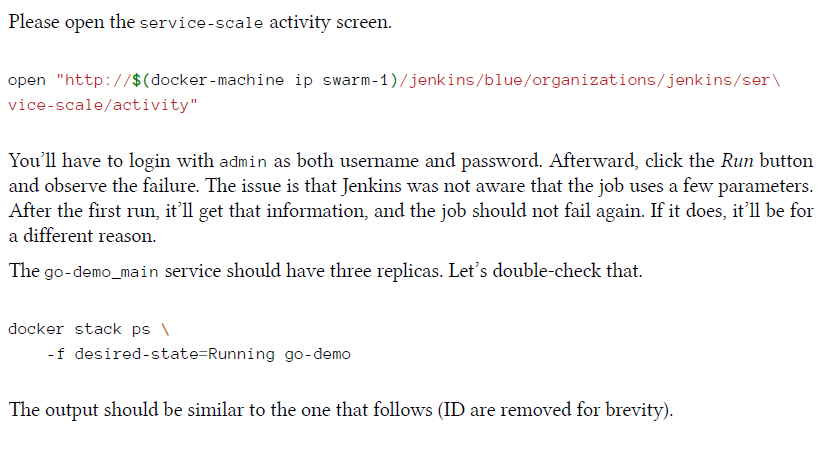 Please open the service-scale activity screen.
open "http://$(docker-machine ip swarm-1)/jenkins/blue/organizations/jenkins/ser\
vice-scale/activity"
You’ll have to login with admin as both username and password. Afterward, click the Run button
and observe the failure. The issue is that Jenkins was not aware that the job uses a few parameters.
After the first run, it’ll get that information, and the job should not fail again. If it does, it’ll be for
a different reason.
The go-demo_main service should have three replicas. Let’s double-check that.
docker stack ps \
    -f desired-state=Running go-demo
The output should be similar to the one that follows (ID are removed for brevity).